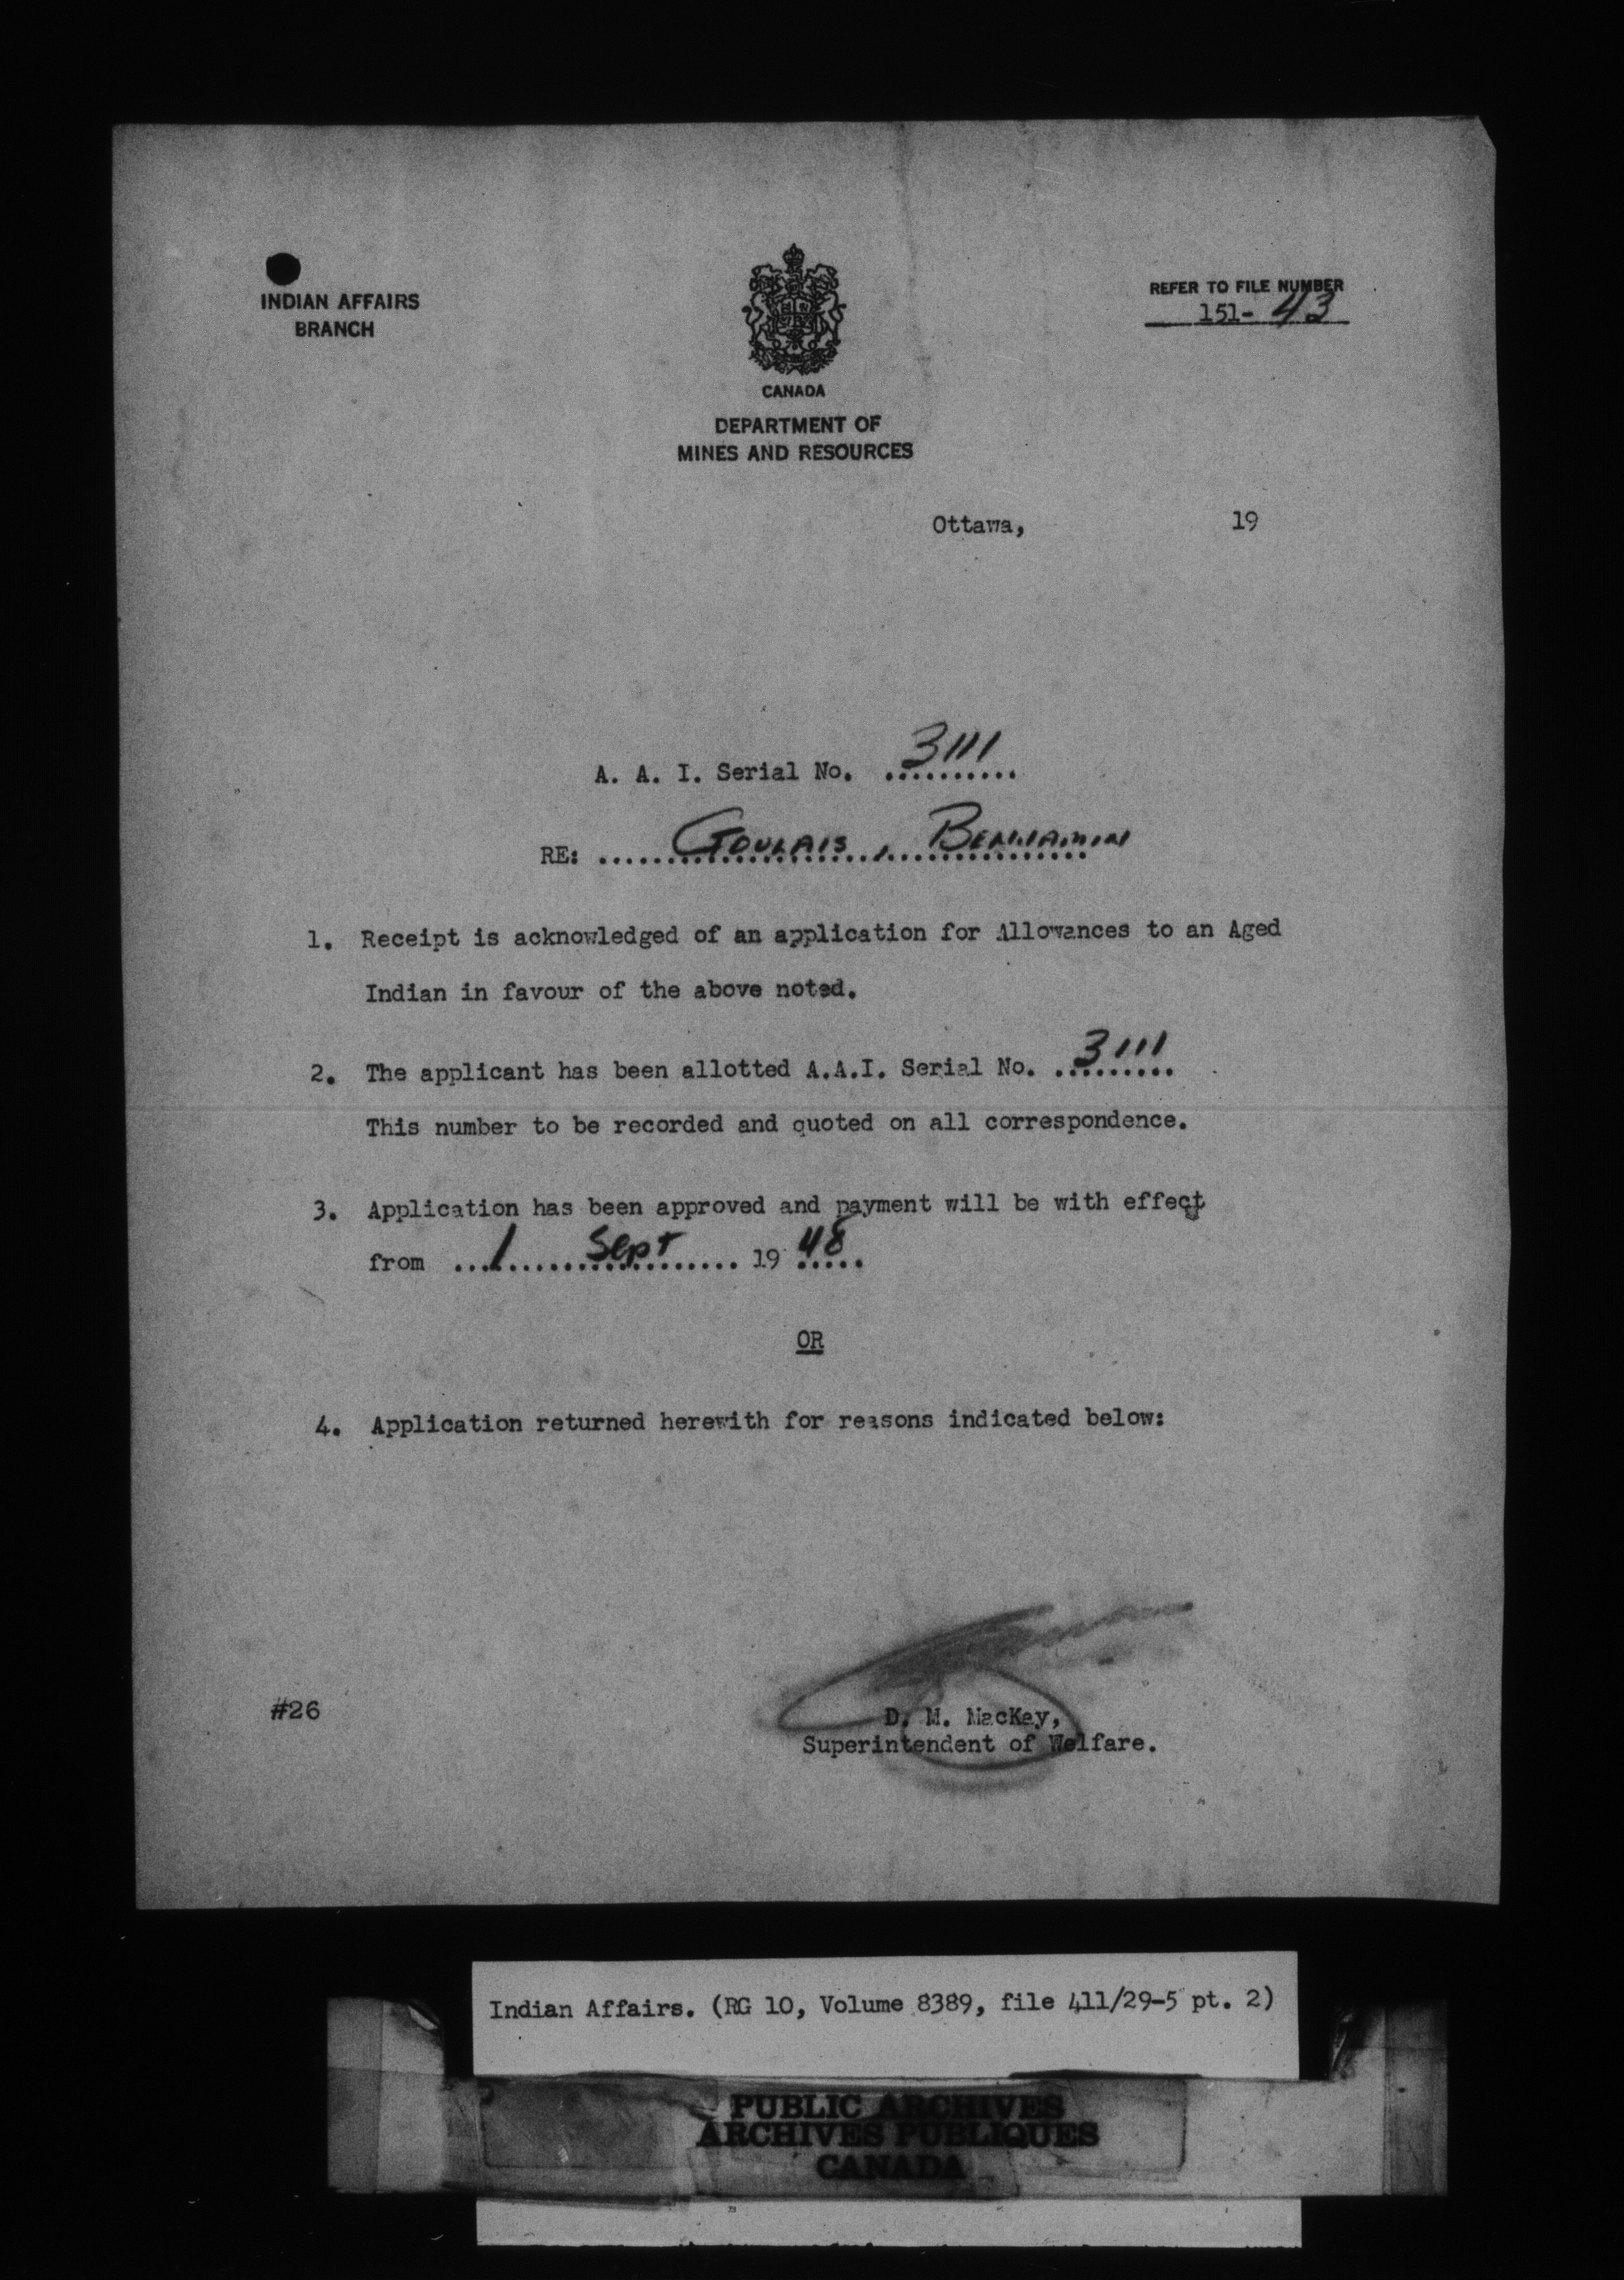 INDIAN AFFAIRS
BRANCH
CANADA
DEPARTMENT OF
MINES AND RESOURCES
REFER TO FILE NUMBER
151- 43
Ottawa, 19
A. A. I. Serial No. 3111
RE: GOULAIS, BENJAMIN
1. Receipt is acknowledged of an application for Allowances to an Aged
Indian in favour of the above noted.
2. The applicant has been allotted A.A.I. Serial No. 3111
This number to be recorded and quoted on all correspondence.
3. Application has been approved and payment will be with effect
from 1 Sept 19 48
OR
4. Application returned herewith for reasons indicated below:
#26
D. M. MacKay,
Superintendent of Welfare.
Indian Affairs. (RG 10, Volume 8389, file 411/29-5 pt. 2)
PUBLIC ARCHIVES
ARCHIVES PUBLIQUES
CANADA